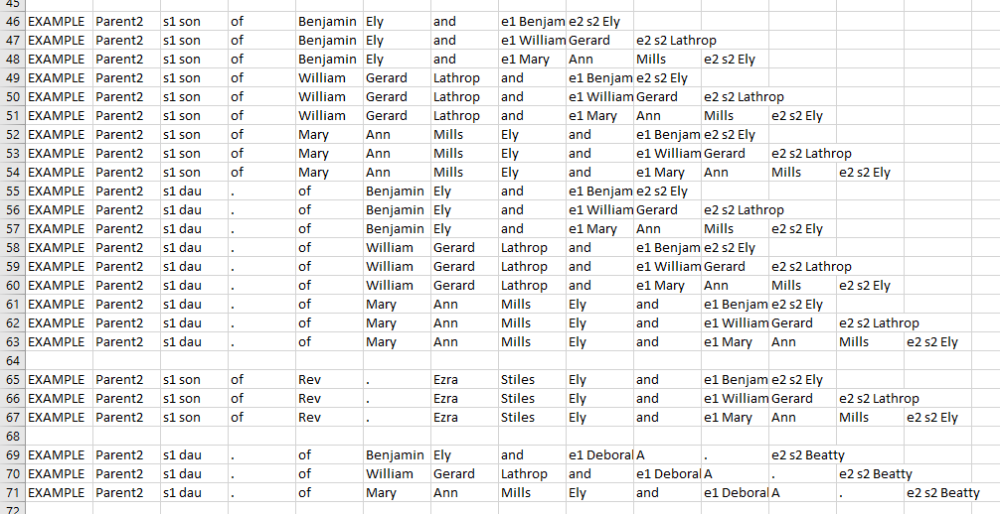 45
46 EXAMPLE Parent2 s1 son of Benjamin Ely and e1 Benjam e2 s2 Ely
47 EXAMPLE Parent2 s1 son of Benjamin Ely and e1 William Gerard e2 s2 Lathrop
48 EXAMPLE Parent2 s1 son of Benjamin Ely and e1 Mary Ann Mills e2 s2 Ely
49 EXAMPLE Parent2 s1 son of William Gerard Lathrop and e1 Benjam e2 s2 Ely
50 EXAMPLE Parent2 s1 son of William Gerard Lathrop and e1 William Gerard e2 s2 Lathrop
51 EXAMPLE Parent2 s1 son of William Gerard Lathrop and e1 Mary Ann Mills e2 s2 Ely
52 EXAMPLE Parent2 s1 son of Mary Ann Mills Ely and e1 Benjam e2 s2 Ely
53 EXAMPLE Parent2 s1 son of Mary Ann Mills Ely and e1 William Gerard e2 s2 Lathrop
54 EXAMPLE Parent2 s1 son of Mary Ann Mills Ely and e1 Mary Ann Mills e2 s2 Ely
55 EXAMPLE Parent2 s1 dau . of Benjamin Ely and e1 Benjam e2 s2 Ely
56 EXAMPLE Parent2 s1 dau . of Benjamin Ely and e1 William Gerard e2 s2 Lathrop
57 EXAMPLE Parent2 s1 dau . of Benjamin Ely and e1 Mary Ann Mills e2 s2 Ely
58 EXAMPLE Parent2 s1 dau . of William Gerard Lathrop and e1 Benjam e2 s2 Ely
59 EXAMPLE Parent2 s1 dau . of William Gerard Lathrop and e1 William Gerard e2 s2 Lathrop
60 EXAMPLE Parent2 s1 dau . of William Gerard Lathrop and e1 Mary Ann Mills e2 s2 Ely
61 EXAMPLE Parent2 s1 dau . of Mary Ann Mills Ely and e1 Benjam e2 s2 Ely
62 EXAMPLE Parent2 s1 dau . of Mary Ann Mills Ely and e1 William Gerard e2 s2 Lathrop
63 EXAMPLE Parent2 s1 dau . of Mary Ann Mills Ely and e1 Mary Ann Mills e2 s2 Ely
64
65 EXAMPLE Parent2 s1 son of Rev . Ezra Stiles Ely and e1 Benjam e2 s2 Ely
66 EXAMPLE Parent2 s1 son of Rev . Ezra Stiles Ely and e1 William Gerard e2 s2 Lathrop
67 EXAMPLE Parent2 s1 son of Rev . Ezra Stiles Ely and e1 Mary Ann Mills e2 s2 Ely
68
69 EXAMPLE Parent2 s1 dau . of Benjamin Ely and e1 Deboral A . e2 s2 Beatty
70 EXAMPLE Parent2 s1 dau . of William Gerard Lathrop and e1 Deboral A . e2 s2 Beatty
71 EXAMPLE Parent2 s1 dau . of Mary Ann Mills Ely and e1 Deboral A . e2 s2 Beatty
72